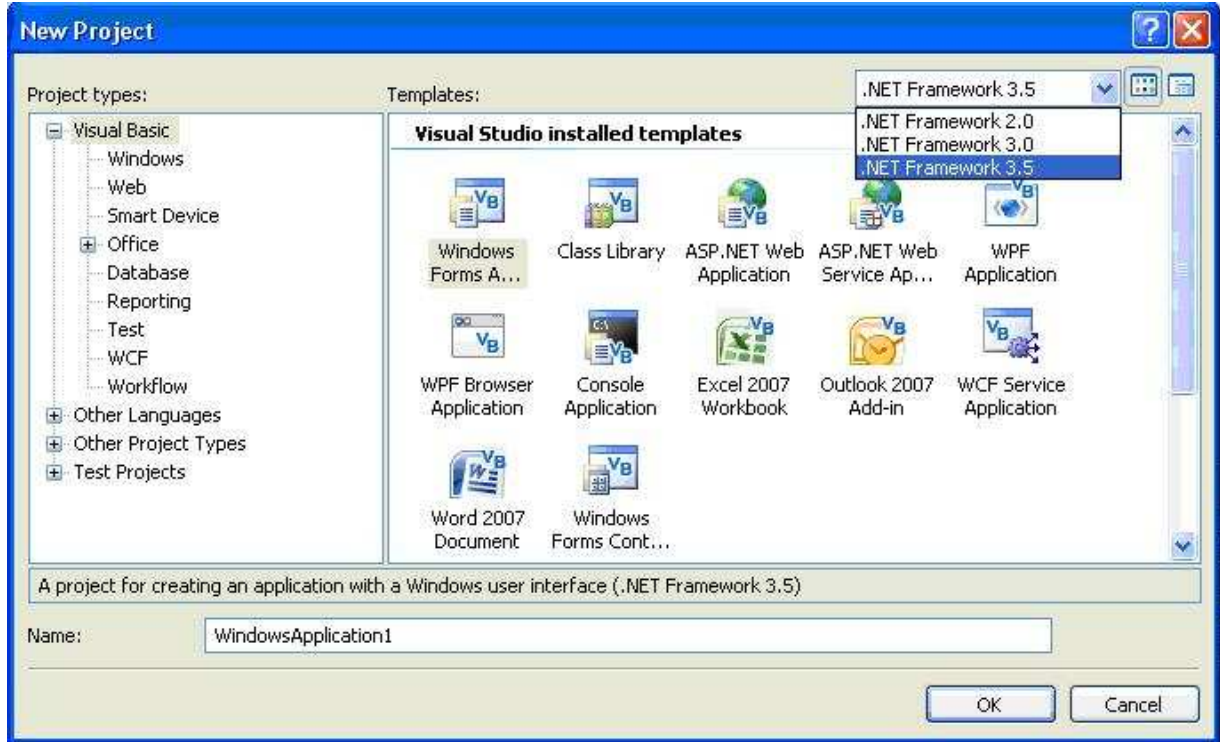 New Project
Project types:
Templates:
.NET Framework 3.5
.NET Framework 2.0
.NET Framework 3.0
.NET Framework 3.5
Visual Basic
Windows
Web
Smart Device
Office
Database
Reporting
Test
WCF
Workflow
Other Languages
Other Project Types
Test Projects
Visual Studio installed templates
Windows
Forms A...
Class Library
ASP.NET Web
Application
ASP.NET Web
Service Ap...
WPF
Application
WPF Browser
Application
Console
Application
Excel 2007
Workbook
Outlook 2007
Add-in
WCF Service
Application
Word 2007
Document
Windows
Forms Cont...
A project for creating an application with a Windows user interface (.NET Framework 3.5)
Name:
WindowsApplication1
OK
Cancel